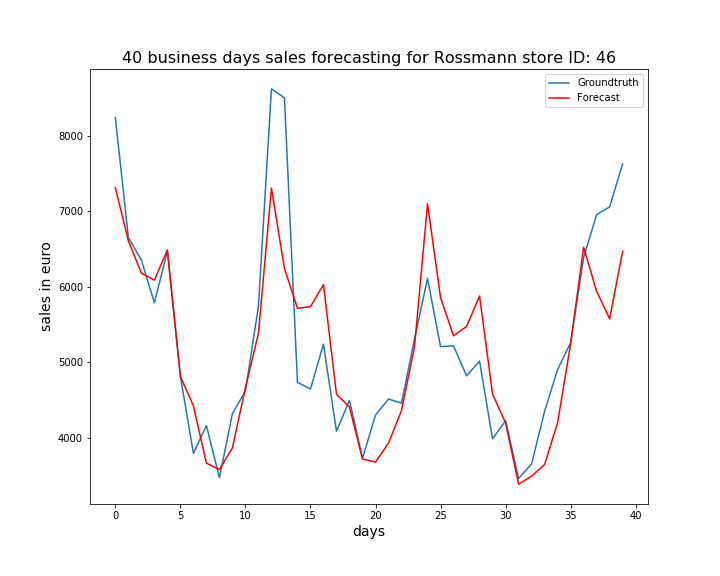 40 business days sales forecasting for Rossmann store ID: 46
Groundtruth
Forecast
sales in euro
8000
7000
6000
5000
4000
0 5 10 15 20 25 30 35 40
days